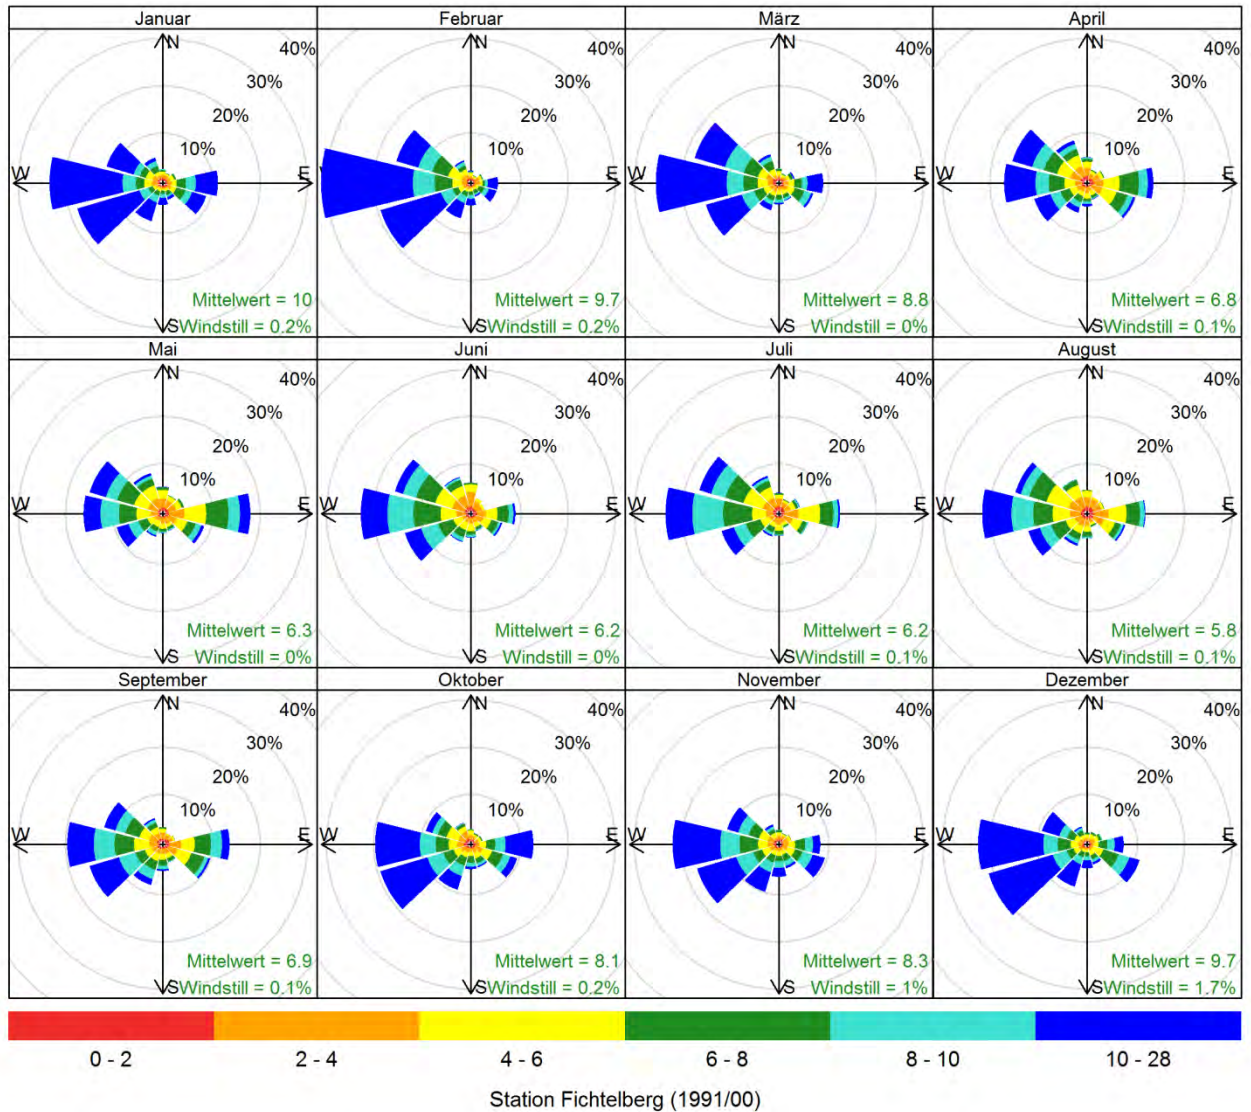 Januar Februar März April
N 40% N 40% N 40% N 40%
30% 30% 30% 30%
20% 20% 20% 20%
10% 10% 10% 10%
W E W E W E W E
Mittelwert = 10 Mittelwert = 9.7 Mittelwert = 8.8 Mittelwert = 6.8
S Windstill = 0.2% S Windstill = 0.2% S Windstill = 0% S Windstill = 0.1%
Mai Juni Juli August
N 40% N 40% N 40% N 40%
30% 30% 30% 30%
20% 20% 20% 20%
10% 10% 10% 10%
W E W E W E W E
Mittelwert = 6.3 Mittelwert = 6.2 Mittelwert = 6.2 Mittelwert = 5.8
S Windstill = 0% S Windstill = 0% S Windstill = 0.1% S Windstill = 0.1%
September Oktober November Dezember
N 40% N 40% N 40% N 40%
30% 30% 30% 30%
20% 20% 20% 20%
10% 10% 10% 10%
W E W E W E W E
Mittelwert = 6.9 Mittelwert = 8.1 Mittelwert = 8.3 Mittelwert = 9.7
S Windstill = 0.1% S Windstill = 0.2% S Windstill = 1% S Windstill = 1.7%
0 - 2 2 - 4 4 - 6 6 - 8 8 - 10 10 - 28
Station Fichtelberg (1991/00)